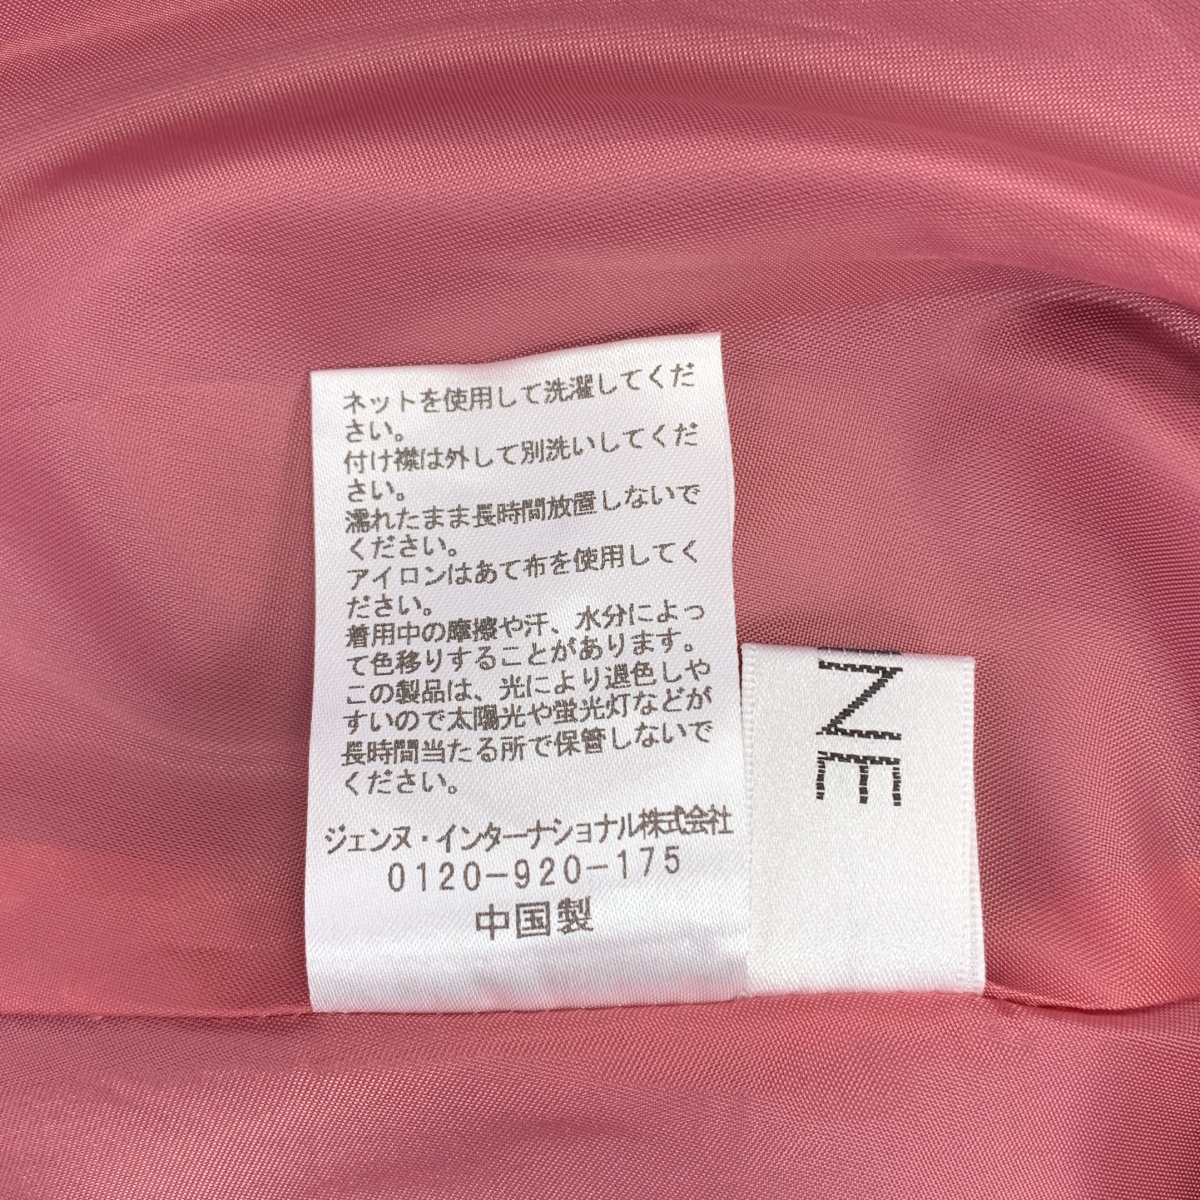 ネットを使用して洗濯してくだ
さい。
付け襟は外して別洗いしてくだ
さい。
濡れたまま長時間放置しないで
ください。
アイロンはあて布を使用してく
ださい。
着用中の摩擦や汗、水分によっ
て色移りすることがあります。
この製品は、光により退色しや
すいので太陽光や蛍光灯などが
長時間当たる所で保管しないで
ください。
ジェンヌ・インターナショナル株式会社
0120-920-175
中国製
NE